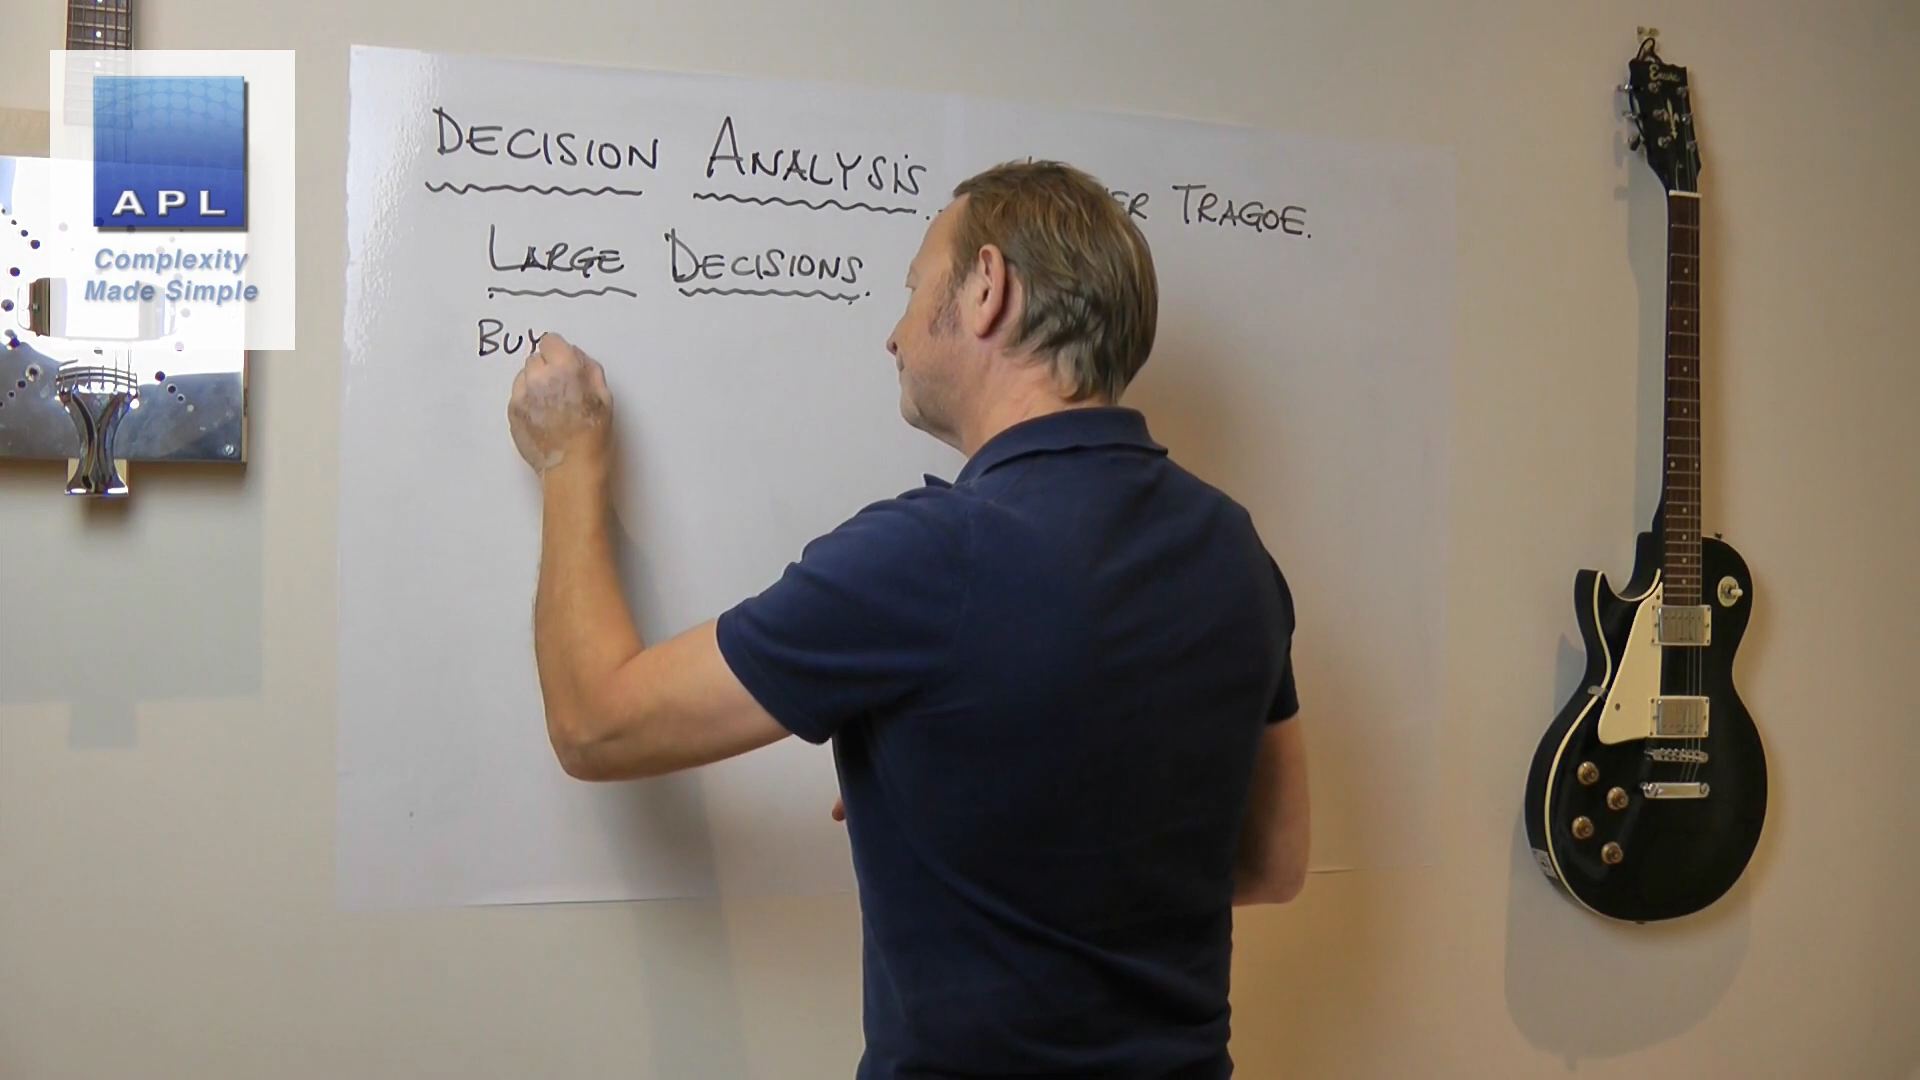 APL
Complexity
Made Simple
DECISION ANALYSIS. TRAGOE.
LARGE DECISIONS.
BUY